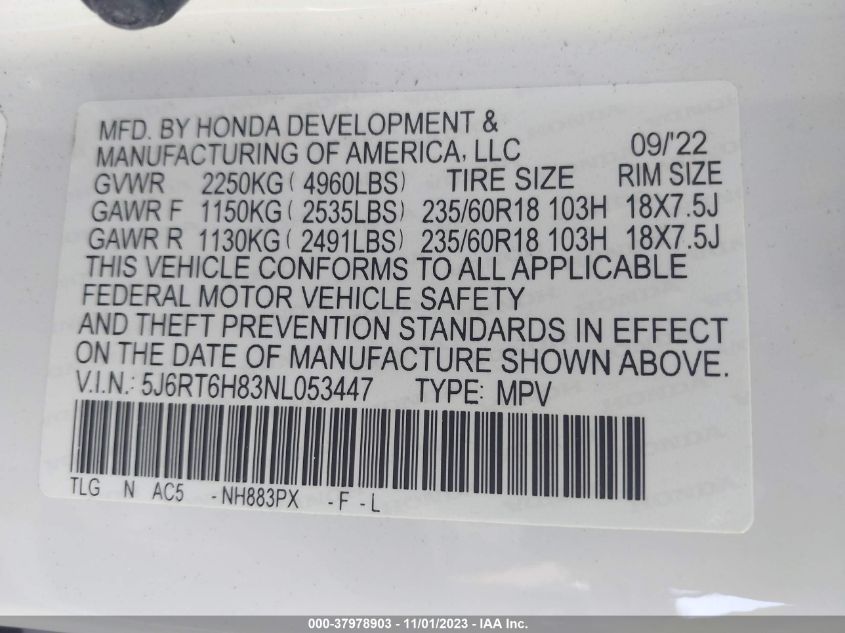 MFD. BY HONDA DEVELOPMENT &
MANUFACTURING OF AMERICA, LLC 09/'22
GVWR 2250KG ( 4960LBS) TIRE SIZE RIM SIZE
GAWR F 1150KG ( 2535LBS) 235/60R18 103H 18X7.5J
GAWR R 1130KG ( 2491LBS) 235/60R18 103H 18X7.5J
THIS VEHICLE CONFORMS TO ALL APPLICABLE
FEDERAL MOTOR VEHICLE SAFETY
AND THEFT PREVENTION STANDARDS IN EFFECT
ON THE DATE OF MANUFACTURE SHOWN ABOVE.
V.I.N.: 5J6RT6H83NL053447 TYPE: MPV
TLG N AC5 -NH883PX -F -L
000-37978903 - 11/01/2023 - IAA Inc.